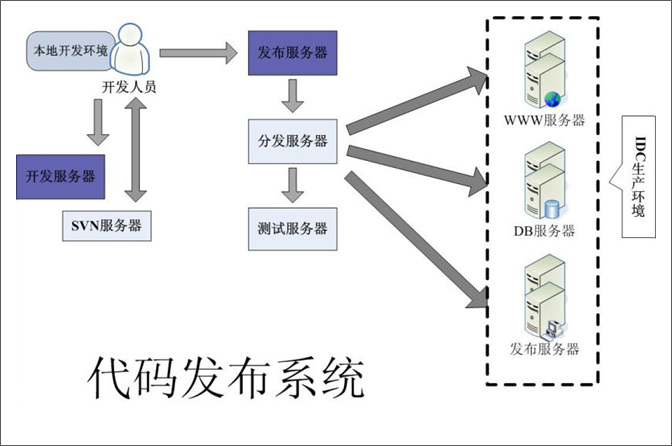 本地开发环境
开发人员
发布服务器
分发服务器
测试服务器
开发服务器
SVN服务器
WWW服务器
DB服务器
发布服务器
IDC生产环境
代码发布系统